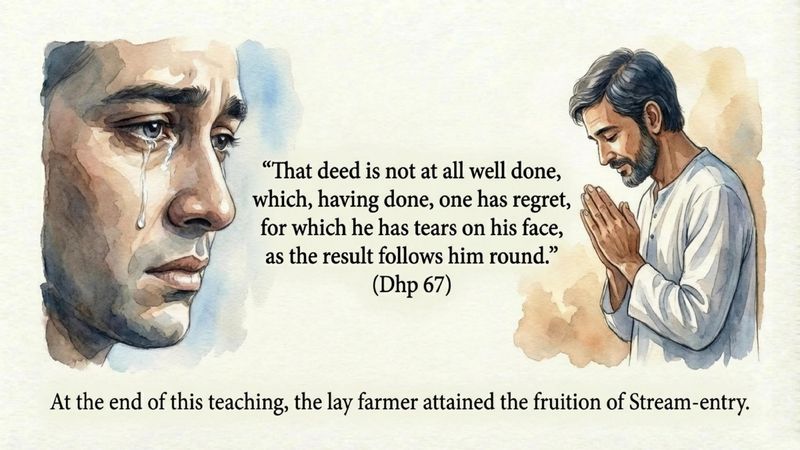 “That deed is not at all well done,
which, having done, one has regret,
for which he has tears on his face,
as the result follows him round.”
(Dhp 67)
At the end of this teaching, the lay farmer attained the fruition of Stream-entry.